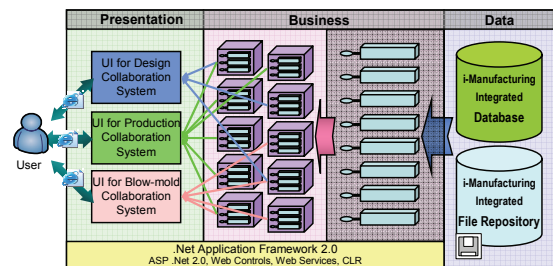 Presentation
Business
Data
UI for Design
Collaboration
System
UI for Production
Collaboration
System
UI for Blow-mold
Collaboration
System
User
i-Manufacturing
Integrated
Database
i-Manufacturing
Integrated
File Repository
.Net Application Framework 2.0
ASP .Net 2.0, Web Controls, Web Services, CLR